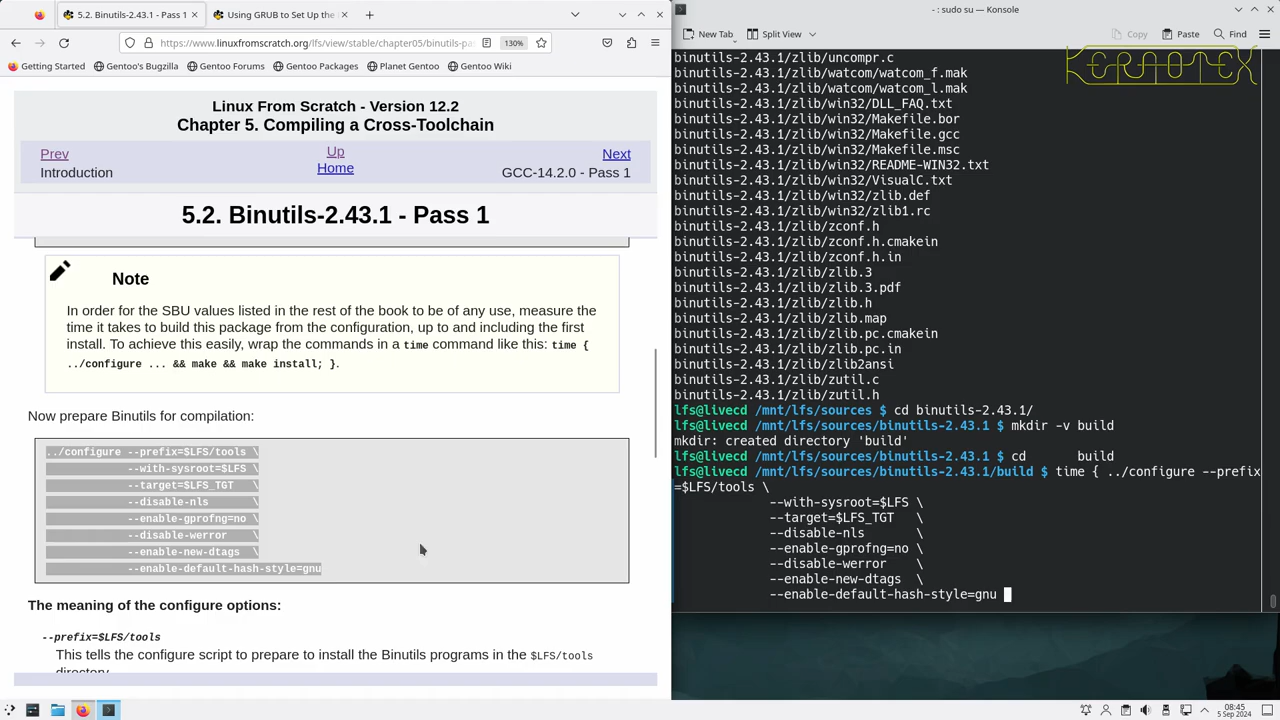 5.2. Binutils-2.43.1 - Pass 1
Using GRUB to Set Up the
https://www.linuxfromscratch.org/lfs/view/stable/chapter05/binutils-pa
130%
Getting Started
Gentoo's Bugzilla
Gentoo Forums
Gentoo Packages
Planet Gentoo
Gentoo Wiki
Linux From Scratch - Version 12.2
Chapter 5. Compiling a Cross-Toolchain
Prev
Up
Next
Introduction
Home
GCC-14.2.0 - Pass 1
5.2. Binutils-2.43.1 - Pass 1
Note
In order for the SBU values listed in the rest of the book to be of any use, measure the
time it takes to build this package from the configuration, up to and including the first
install. To achieve this easily, wrap the commands in a time command like this: time {
../configure ... && make && make install; }.
Now prepare Binutils for compilation:
../configure --prefix=$LFS/tools \
--with-sysroot=$LFS \
--target=$LFS_TGT \
--disable-nls \
--enable-gprofng=no \
--disable-werror \
--enable-new-dtags \
--enable-default-hash-style=gnu
The meaning of the configure options:
--prefix=$LFS/tools
This tells the configure script to prepare to install the Binutils programs in the $LFS/tools
directory.
- : sudo su — Konsole
New Tab
Split View
Copy
Paste
Find
KERNOTEX
binutils-2.43.1/zlib/uncompr.c
binutils-2.43.1/zlib/watcom/watcom_f.mak
binutils-2.43.1/zlib/watcom/watcom_l.mak
binutils-2.43.1/zlib/win32/DLL_FAQ.txt
binutils-2.43.1/zlib/win32/Makefile.bor
binutils-2.43.1/zlib/win32/Makefile.gcc
binutils-2.43.1/zlib/win32/Makefile.msc
binutils-2.43.1/zlib/win32/README-WIN32.txt
binutils-2.43.1/zlib/win32/VisualC.txt
binutils-2.43.1/zlib/win32/zlib.def
binutils-2.43.1/zlib/win32/zlib1.rc
binutils-2.43.1/zlib/zconf.h
binutils-2.43.1/zlib/zconf.h.cmakein
binutils-2.43.1/zlib/zconf.h.in
binutils-2.43.1/zlib/zlib.3
binutils-2.43.1/zlib/zlib.3.pdf
binutils-2.43.1/zlib/zlib.h
binutils-2.43.1/zlib/zlib.map
binutils-2.43.1/zlib/zlib.pc.cmakein
binutils-2.43.1/zlib/zlib.pc.in
binutils-2.43.1/zlib/zlib2ansi
binutils-2.43.1/zlib/zutil.c
binutils-2.43.1/zlib/zutil.h
lfs@livecd /mnt/lfs/sources $ cd binutils-2.43.1/
lfs@livecd /mnt/lfs/sources/binutils-2.43.1 $ mkdir -v build
mkdir: created directory 'build'
lfs@livecd /mnt/lfs/sources/binutils-2.43.1 $ cd build
lfs@livecd /mnt/lfs/sources/binutils-2.43.1/build $ time { ../configure --prefix
=$LFS/tools \
--with-sysroot=$LFS \
--target=$LFS_TGT \
--disable-nls \
--enable-gprofng=no \
--disable-werror \
--enable-new-dtags \
--enable-default-hash-style=gnu
08:45
5 Sep 2024